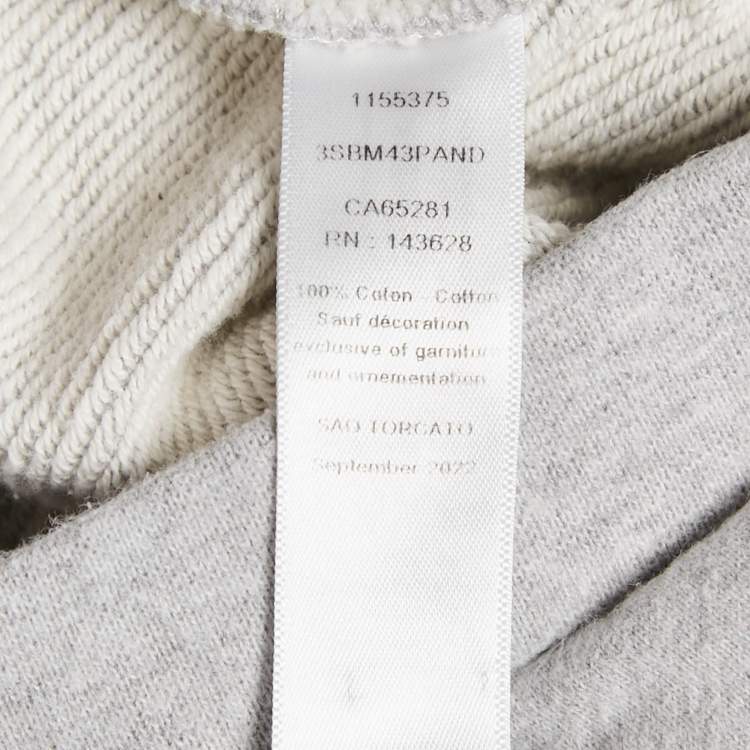 1155375
3SBM43PAND
CA65281
RN : 143628
100% Coton - Cotton
Sauf décoration
exclusive of garniture
and ornementation
SAO TORCATO
September 2022